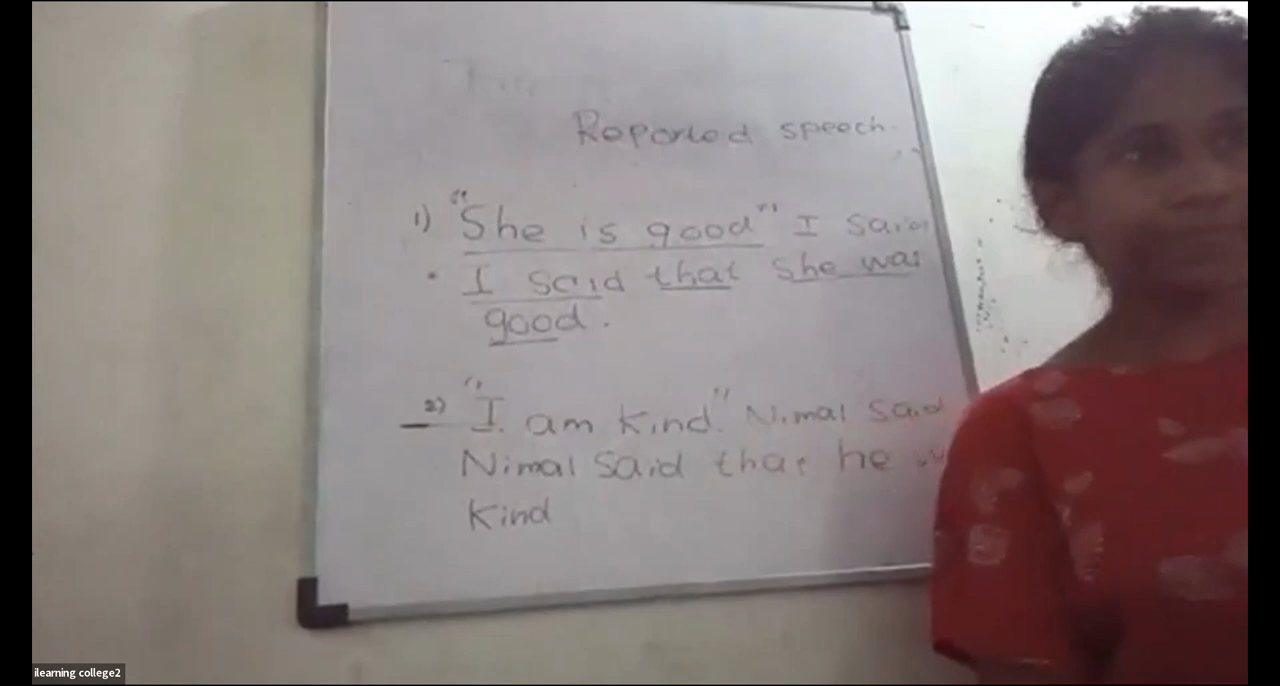 Reported speech.
1) "She is good" I said
• I said that she was
good.
2) "I am kind." Nimal said
Nimal said that he
kind
ilearning college2